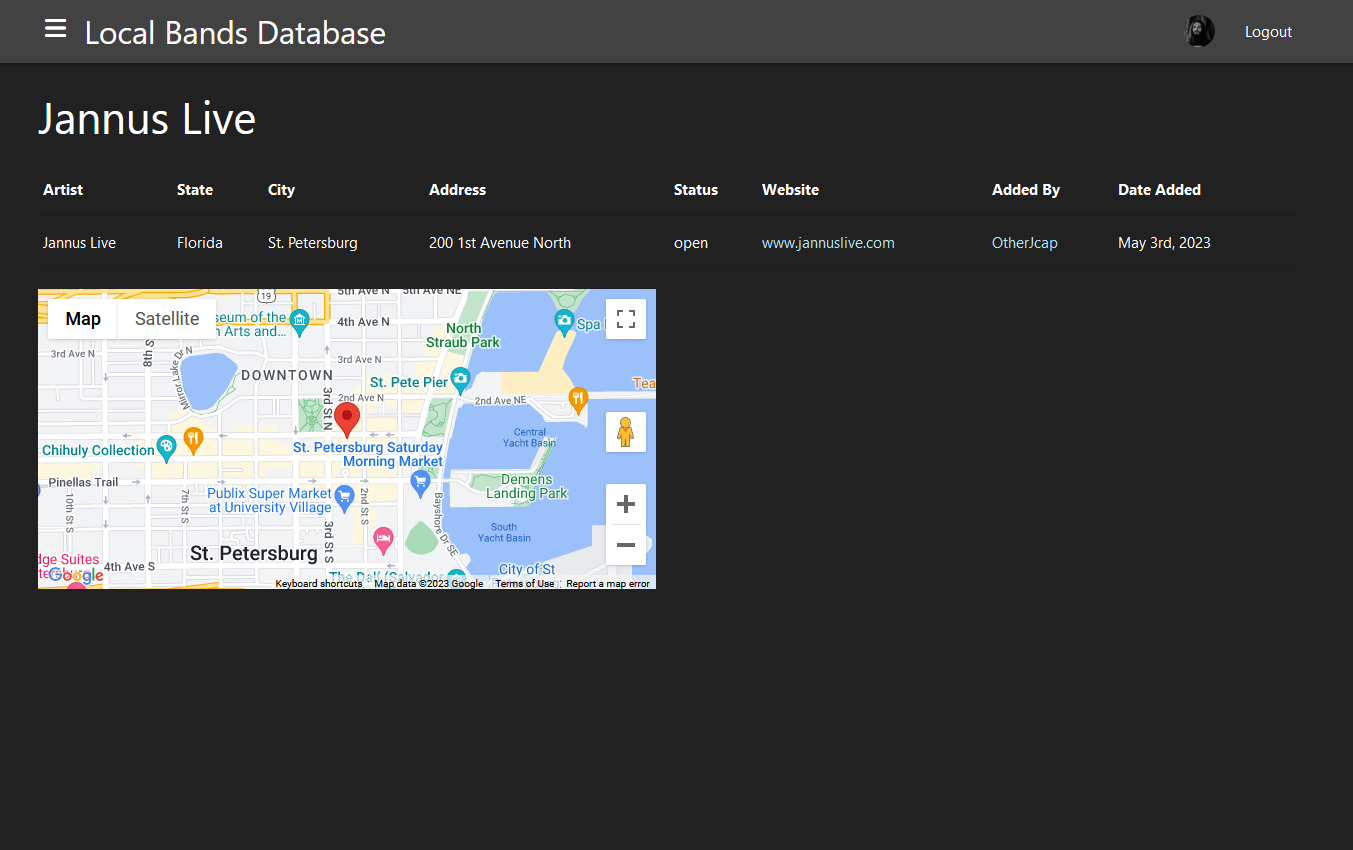 Local Bands Database
Logout
Jannus Live
Artist State City Address Status Website Added By Date Added
Jannus Live Florida St. Petersburg 200 1st Avenue North open www.jannuslive.com OtherJcap May 3rd, 2023
Map Satellite
19
5th Ave N
5th Ave NE
seum of the
n Arts and...
4th Ave N
North
Straub Park
Spa
3rd Ave N
8th S
Mirror Lake Dr N
3rd Ave N
DOWNTOWN
St. Pete Pier
Tea
3rd St N
2nd Ave N
2nd Ave NE
Chihuly Collection
St. Petersburg Saturday
Morning Market
Central
Yacht Basin
Pinellas Trail
Demens
Landing Park
10th St S
7th St S
Publix Super Market
at University Village
2nd St S
Bayshore Dr SE
3rd St S
South
Yacht Basin
St. Petersburg
dge Suites
4th Ave S
Google
City of St
The Dalí (Salvador
Keyboard shortcuts
Map data ©2023 Google
Terms of Use
Report a map error